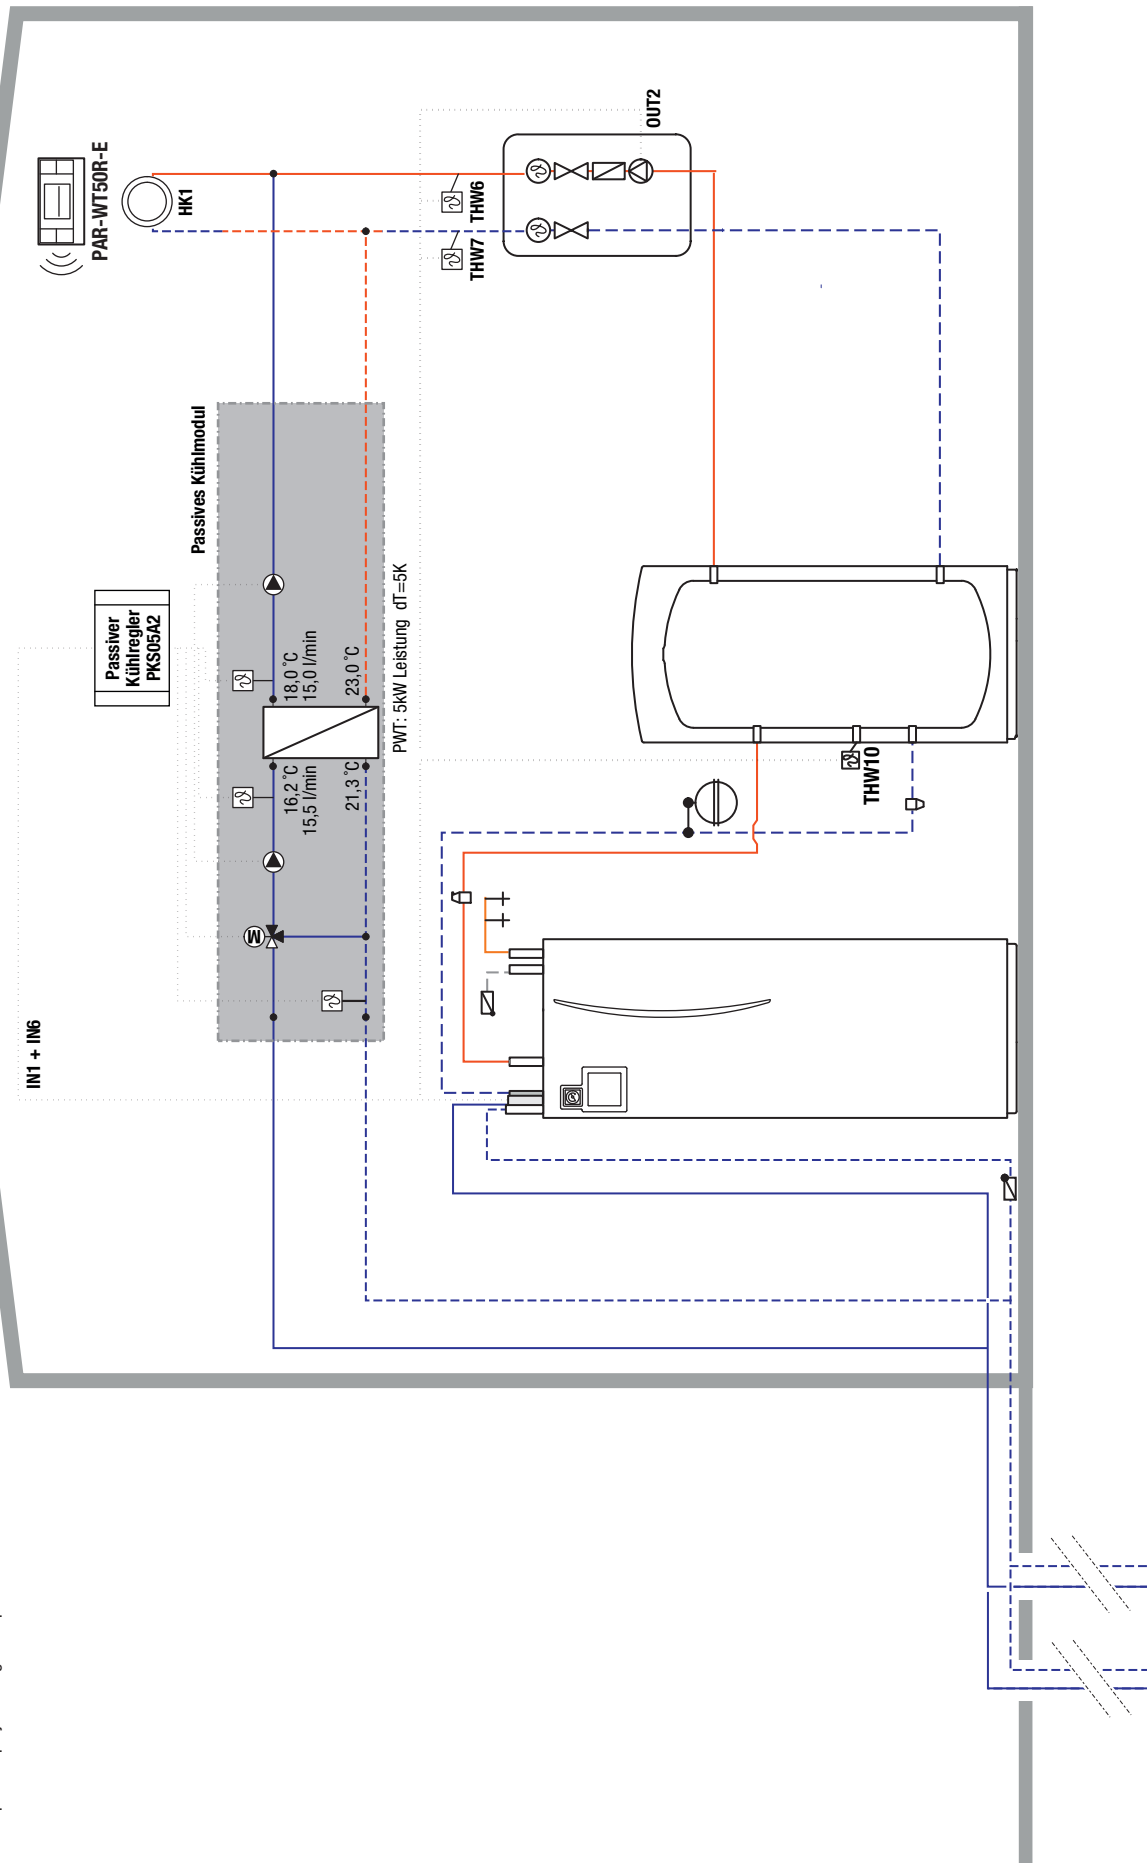 IN1 + IN6
Passiver
Kühlregler
PKS05A2
PAR-WT50R-E
HK1
Passives Kühlmodul
M
16,2 °C
15,5 l/min
21,3 °C
18,0 °C
15,0 l/min
23,0 °C
PWT: 5kW Leistung dT=5K
THW7
THW6
OUT2
THW10